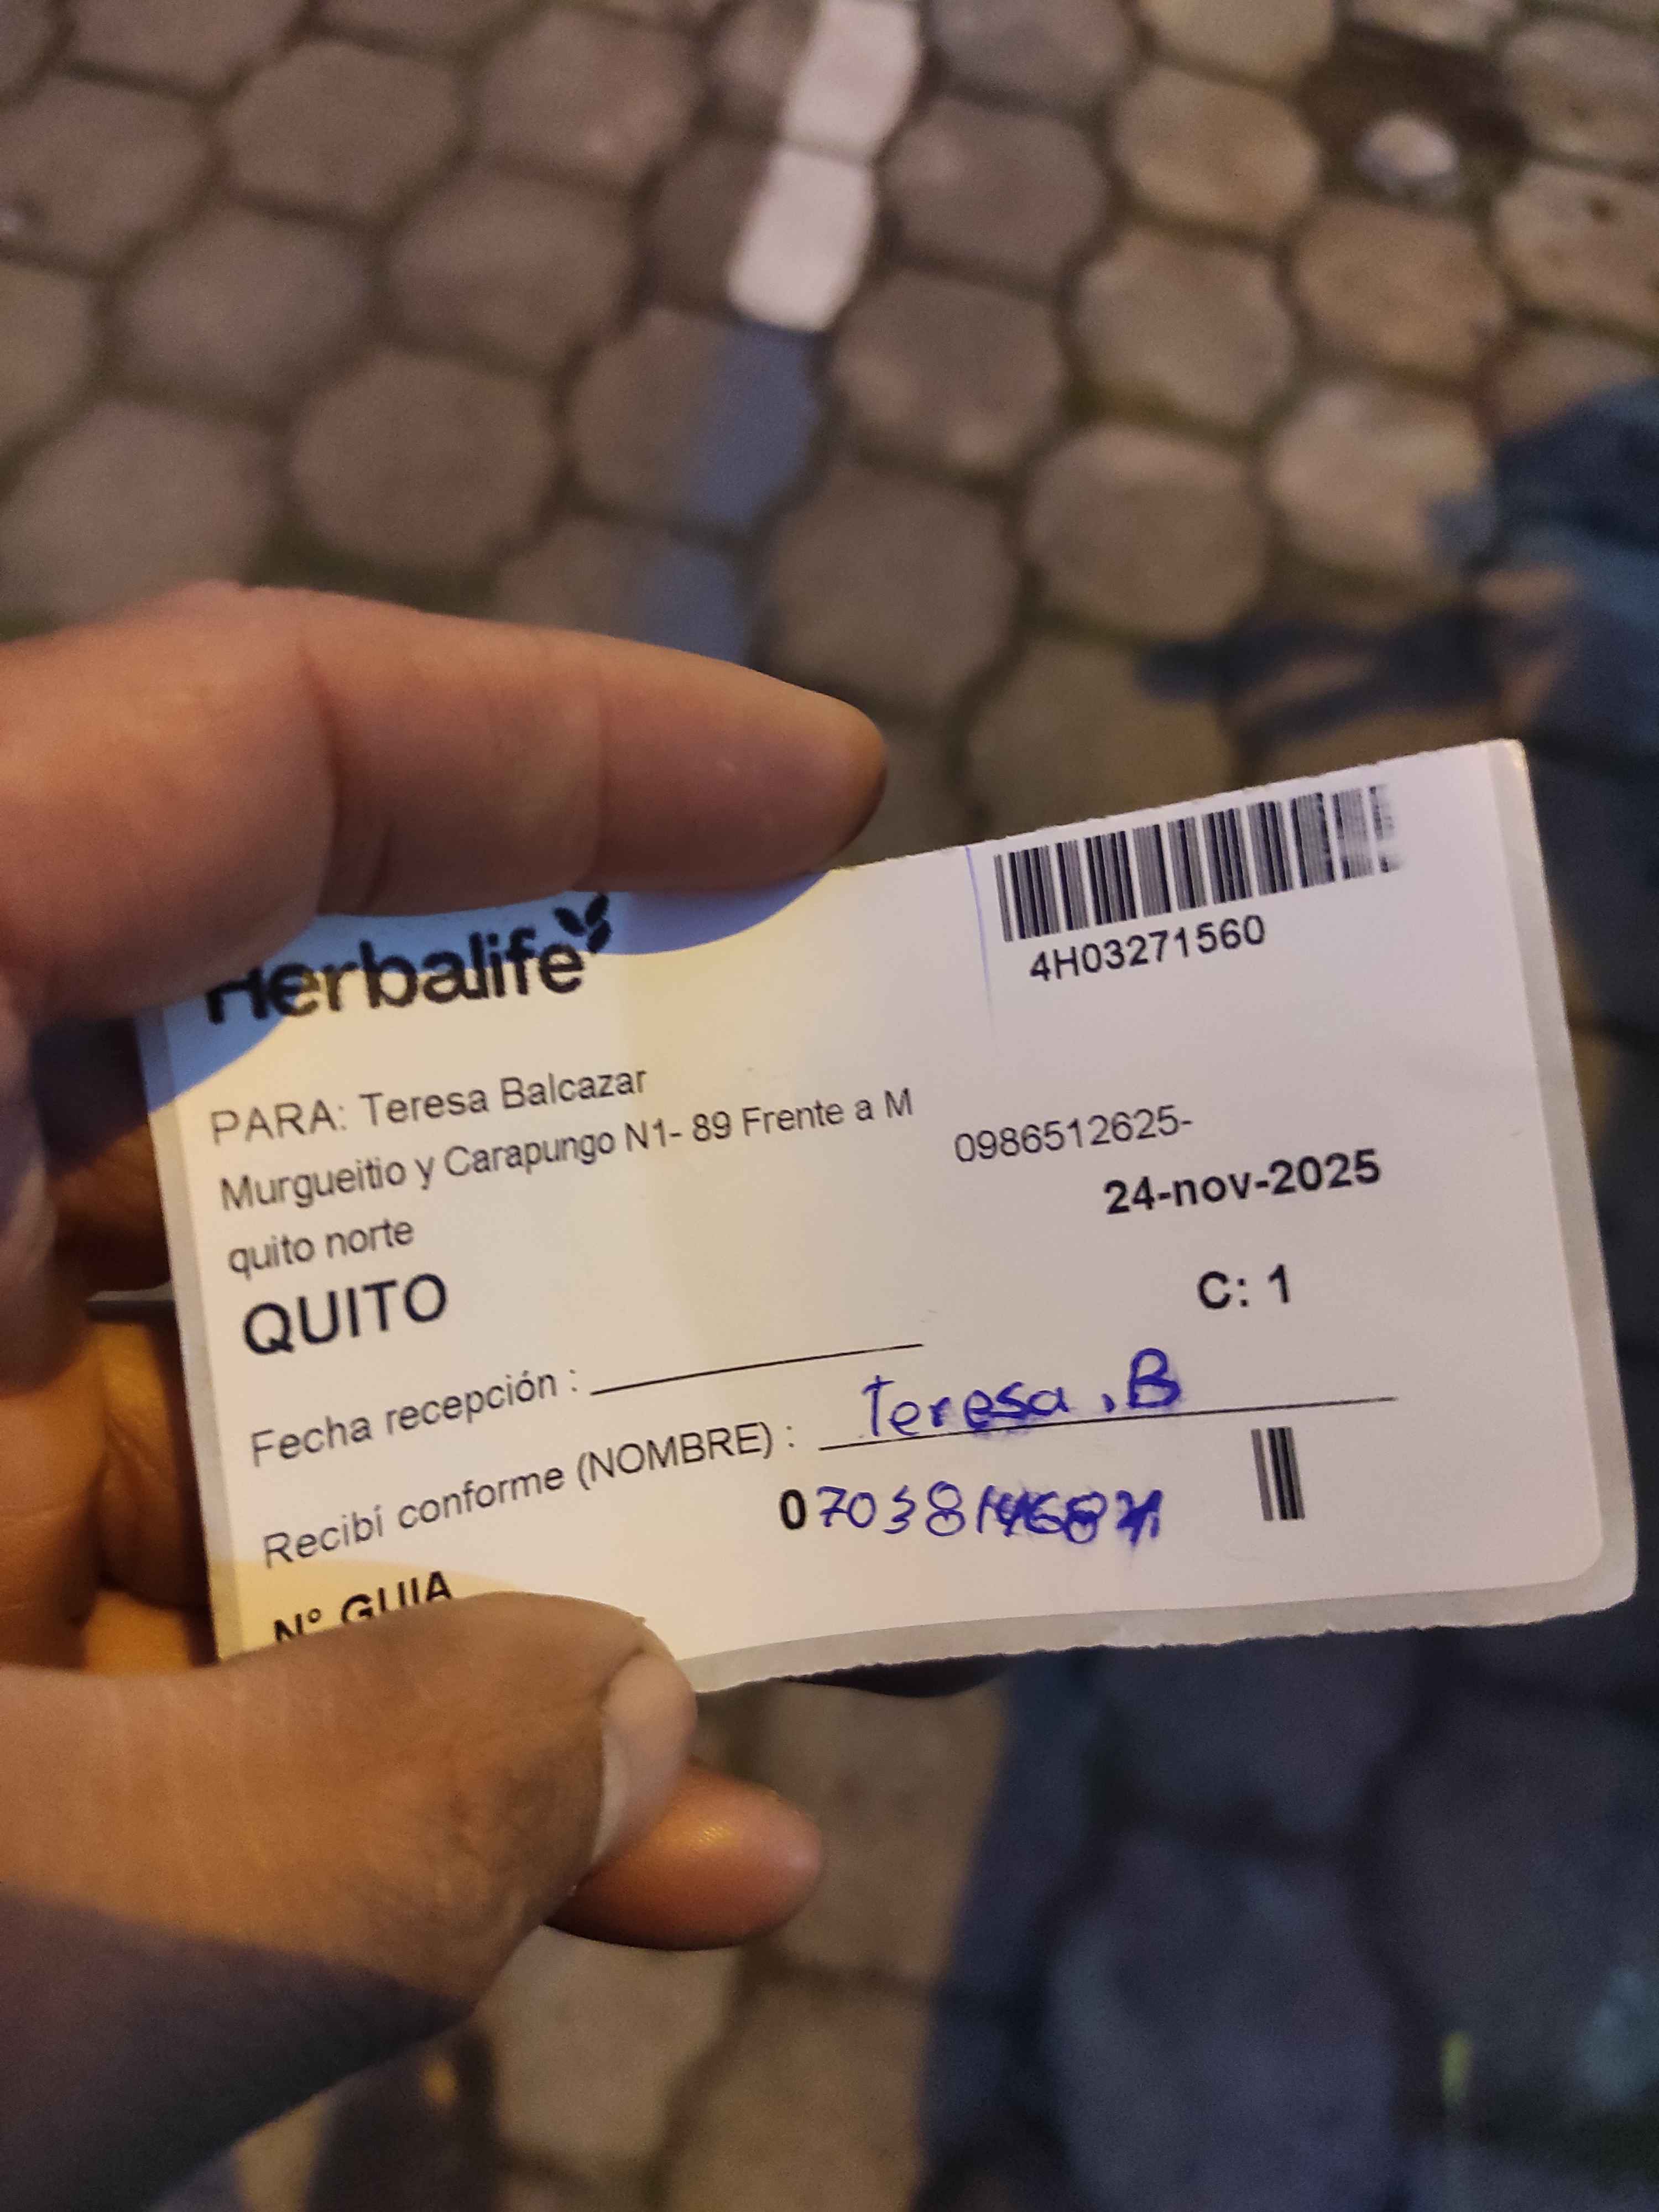 Herbalife
4H03271560
PARA: Teresa Balcazar
Murgueitio y Carapungo N1- 89 Frente a M
0986512625-
quito norte
24-nov-2025
QUITO
C: 1
Fecha recepción :
Recibí conforme (NOMBRE) : Teresa .B
N° GUIA